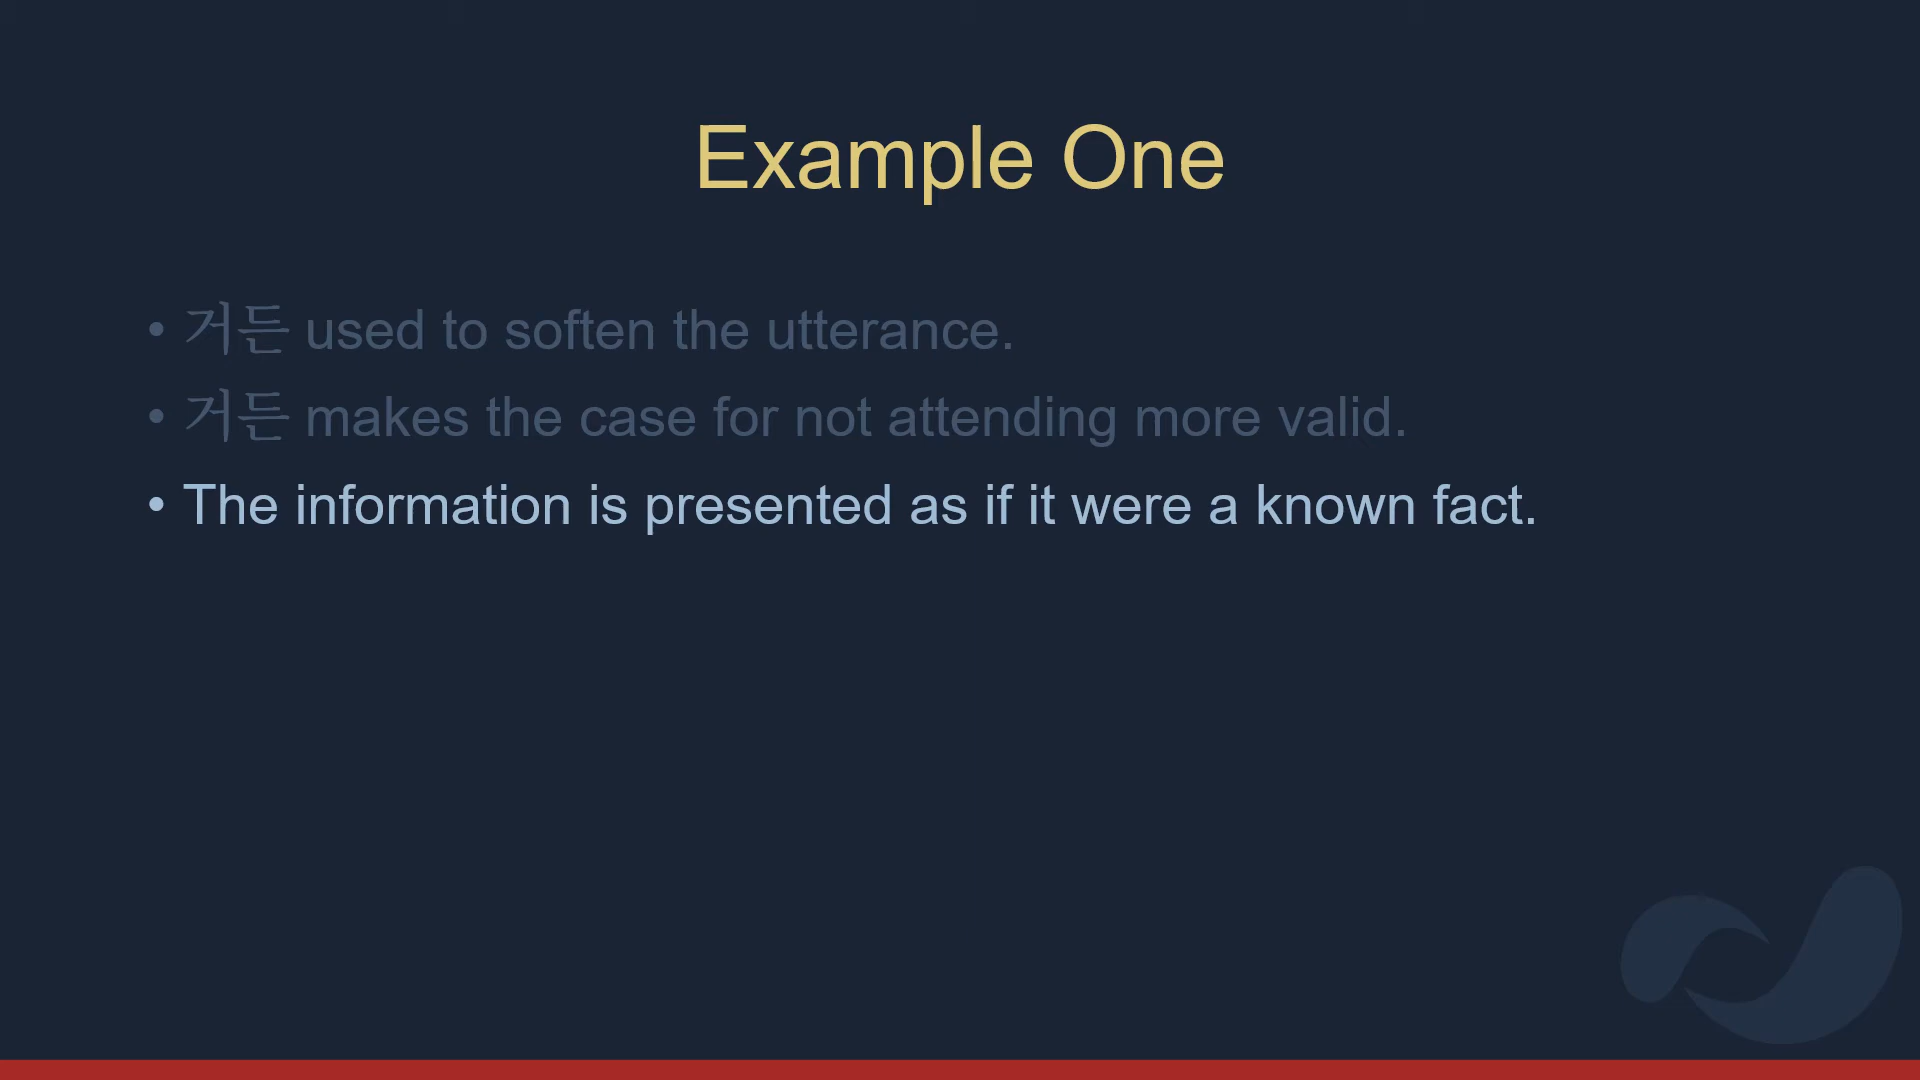 Example One
• 거든 used to soften the utterance.
• 거든 makes the case for not attending more valid.
• The information is presented as if it were a known fact.